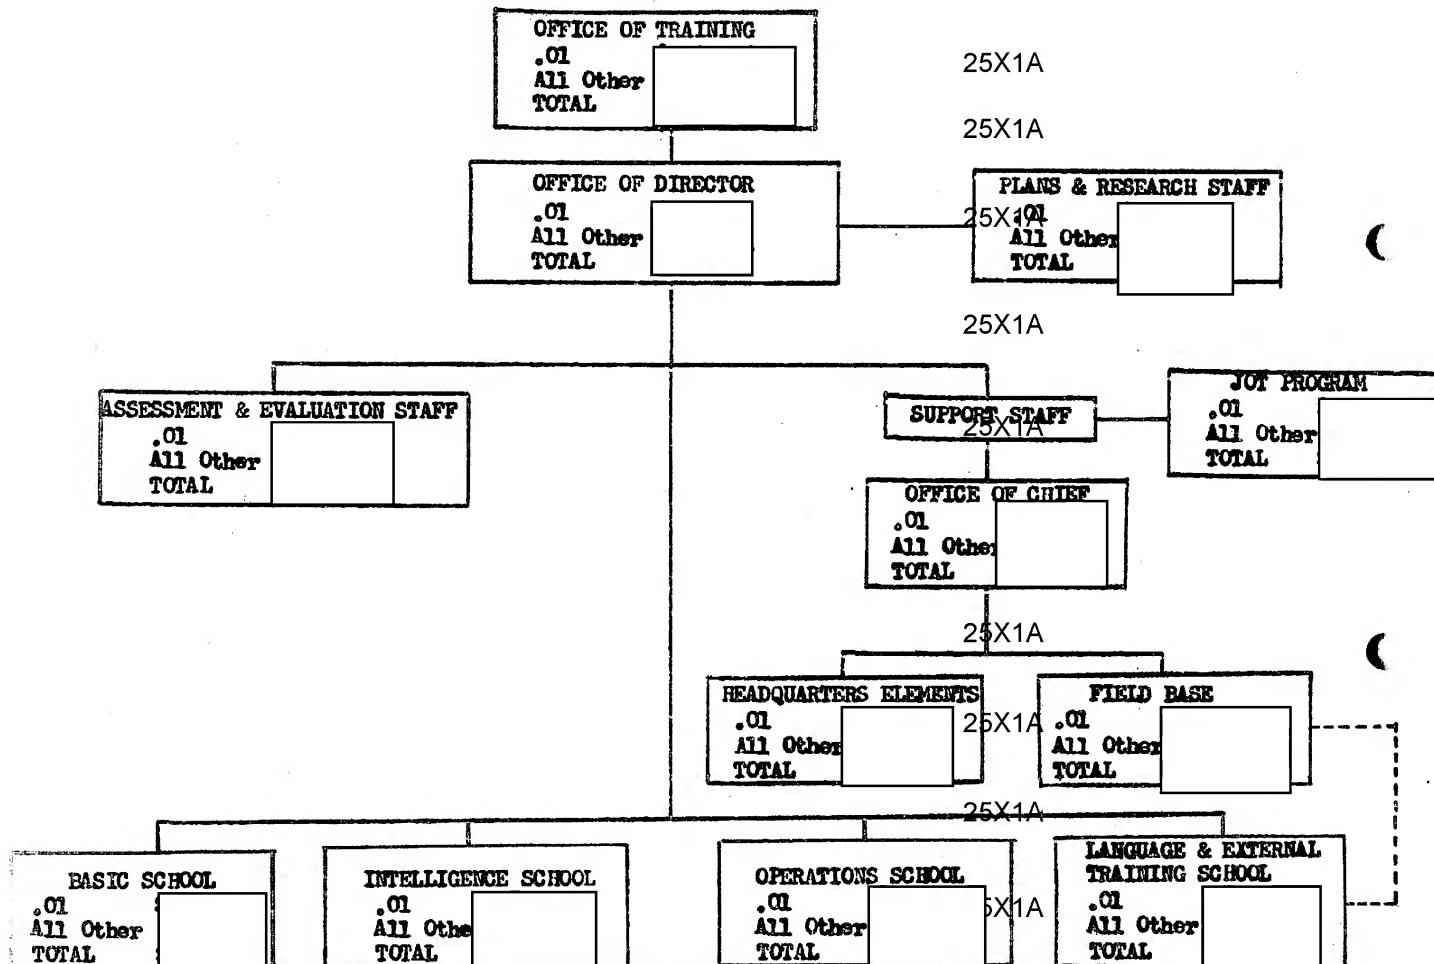 OFFICE OF TRAINING
.01
All Other
TOTAL
25X1A
25X1A
OFFICE OF DIRECTOR
.01
All Other
TOTAL
PLANS & RESEARCH STAFF
25X1A
.01
All Other
TOTAL
25X1A
ASSESSMENT & EVALUATION STAFF
.01
All Other
TOTAL
SUPPORT STAFF
25X1A
JOT PROGRAM
.01
All Other
TOTAL
OFFICE OF CHIEF
.01
All Other
TOTAL
25X1A
HEADQUARTERS ELEMENTS
.01
All Other
TOTAL
25X1A
FIELD BASE
.01
All Other
TOTAL
25X1A
BASIC SCHOOL
.01
All Other
TOTAL
INTELLIGENCE SCHOOL
.01
All Othe
TOTAL
OPERATIONS SCHOOL
.01
All Other
TOTAL
5X1A
LANGUAGE & EXTERNAL
TRAINING SCHOOL
.01
All Other
TOTAL